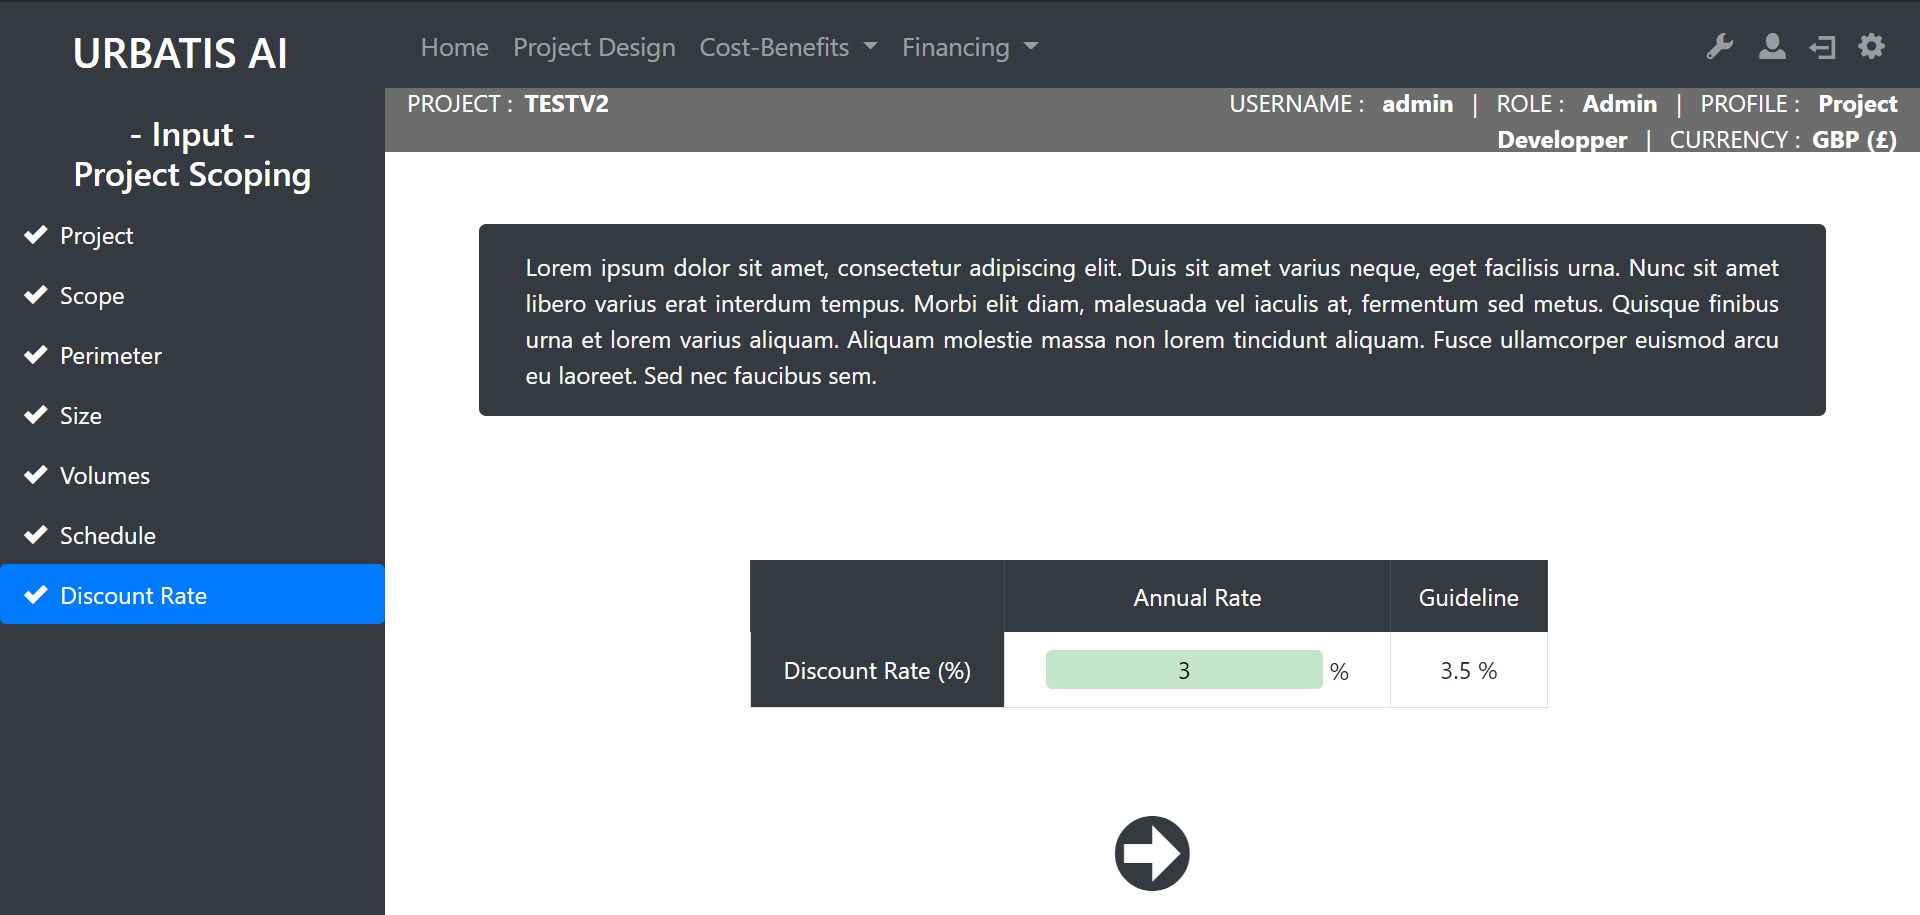 URBATIS AI
Home Project Design Cost-Benefits Financing
PROJECT : TESTV2
USERNAME : admin | ROLE : Admin | PROFILE : Project
Developper | CURRENCY : GBP (£)
- Input -
Project Scoping
Project
Scope
Perimeter
Size
Volumes
Schedule
Discount Rate
Lorem ipsum dolor sit amet, consectetur adipiscing elit. Duis sit amet varius neque, eget facilisis urna. Nunc sit amet
libero varius erat interdum tempus. Morbi elit diam, malesuada vel iaculis at, fermentum sed metus. Quisque finibus
urna et lorem varius aliquam. Aliquam molestie massa non lorem tincidunt aliquam. Fusce ullamcorper euismod arcu
eu laoreet. Sed nec faucibus sem.
Annual Rate Guideline
Discount Rate (%) 3 % 3.5 %